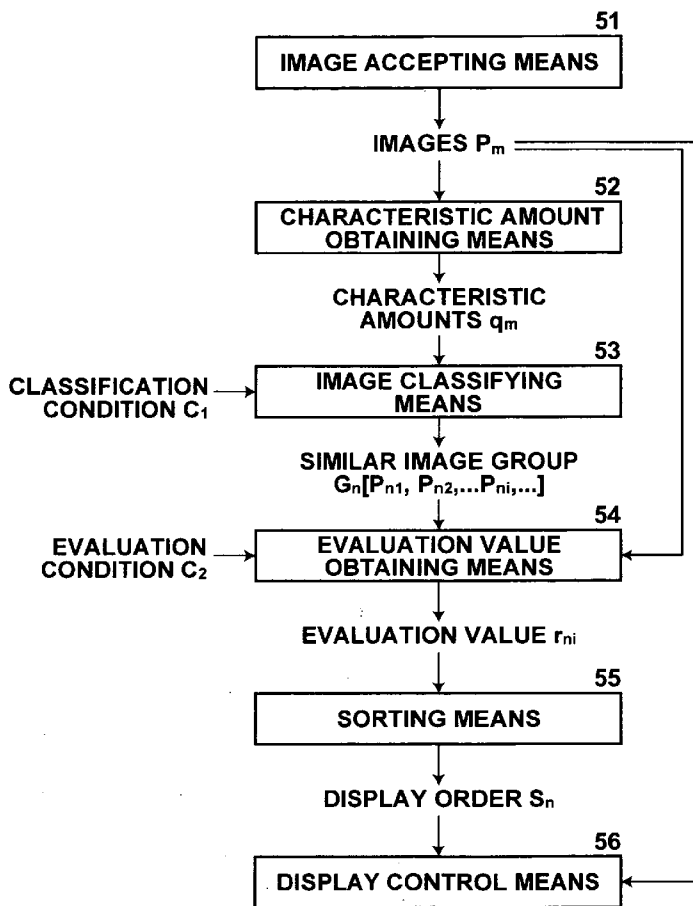 51
IMAGE ACCEPTING MEANS
IMAGES Pm
52
CHARACTERISTIC AMOUNT
OBTAINING MEANS
CHARACTERISTIC
AMOUNTS qm
53
CLASSIFICATION
CONDITION C1
IMAGE CLASSIFYING
MEANS
SIMILAR IMAGE GROUP
Gn[Pn1, Pn2,...Pni,...]
54
EVALUATION
CONDITION C2
EVALUATION VALUE
OBTAINING MEANS
EVALUATION VALUE rni
55
SORTING MEANS
DISPLAY ORDER Sn
56
DISPLAY CONTROL MEANS